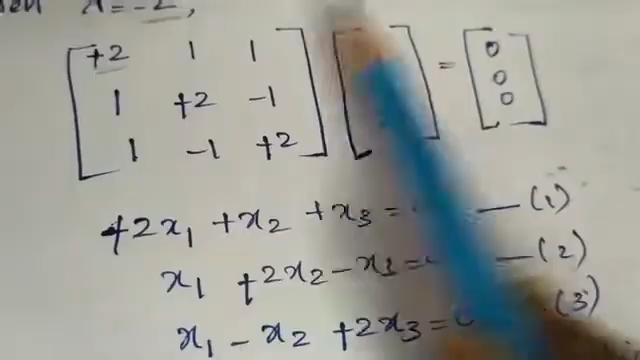 λ = -2,
[+2 1 1] [ ] = [0]
[1 +2 -1] [ ] [0]
[1 -1 +2] [ ] [0]
+2x₁ + x₂ + x₃ = — (1)
x₁ + 2x₂ - x₃ = — (2)
x₁ - x₂ + 2x₃ = (3)